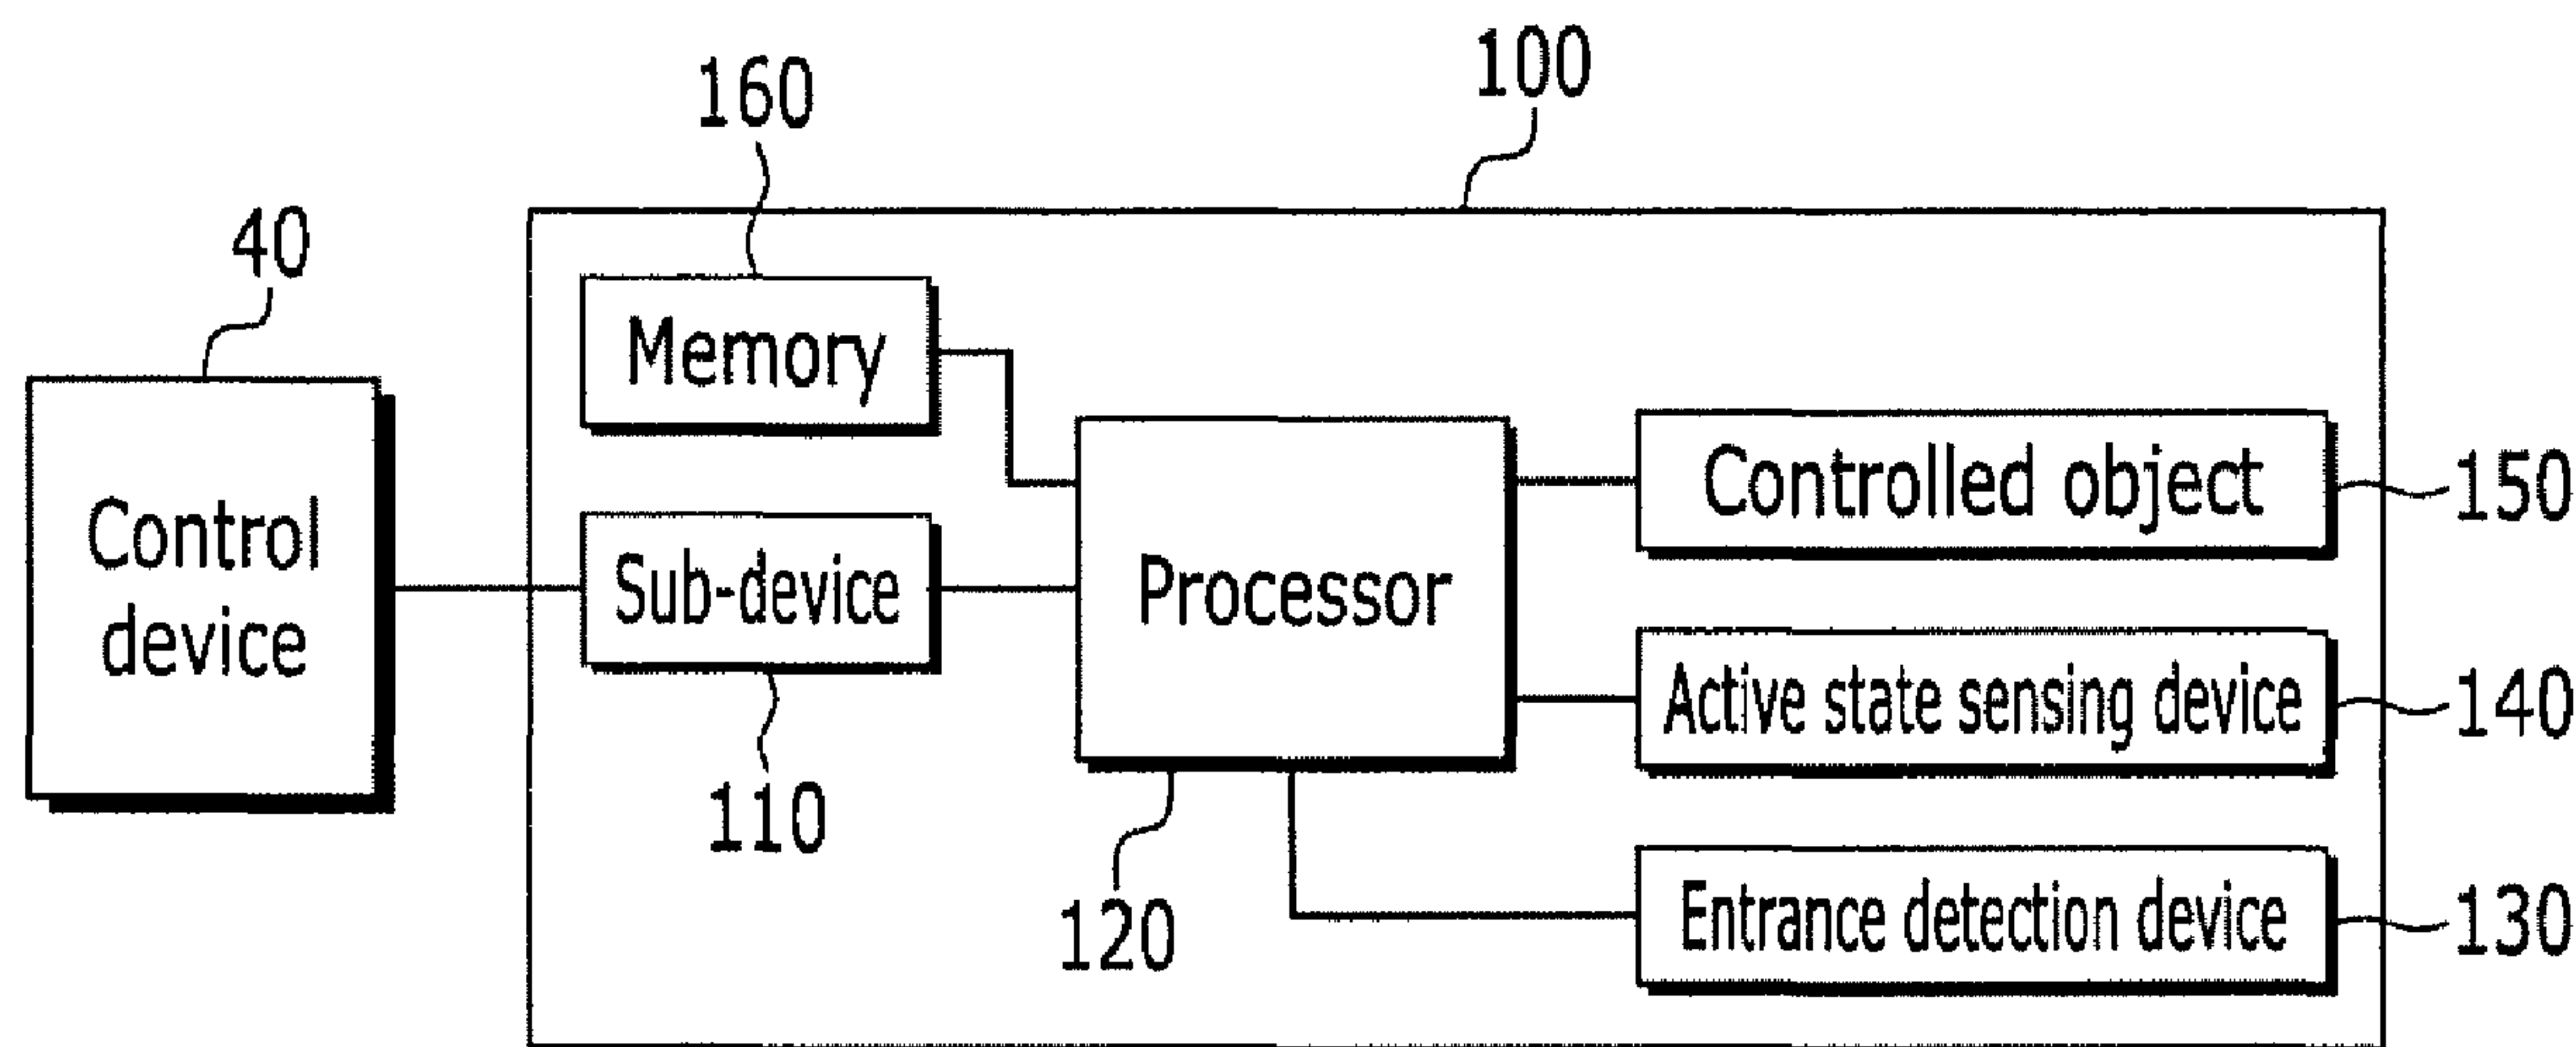 100
160
40
Memory
Control
device
Sub-device
Processor
Controlled object
150
Active state sensing device
140
110
Entrance detection device
130
120